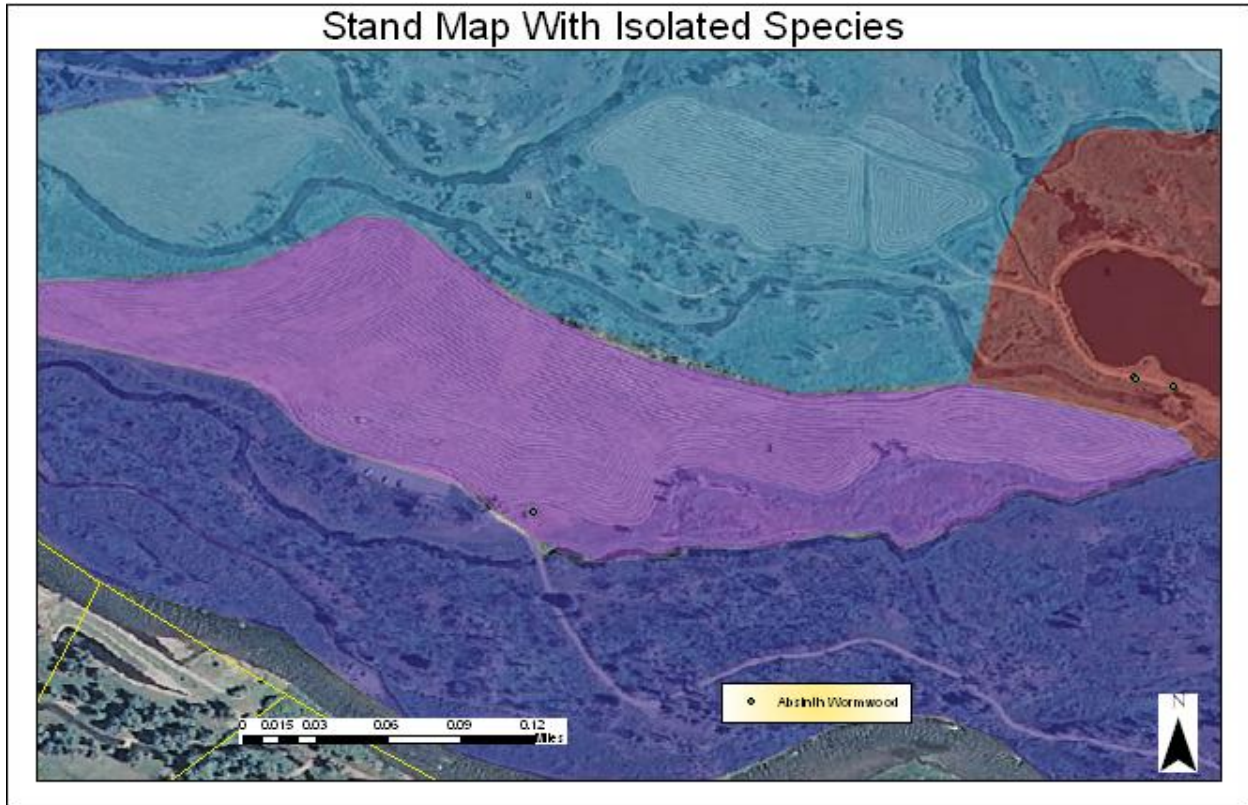 Stand Map With Isolated Species
Absinth Wormwood
N
0 0.015 0.03 0.06 0.09 0.12
Miles